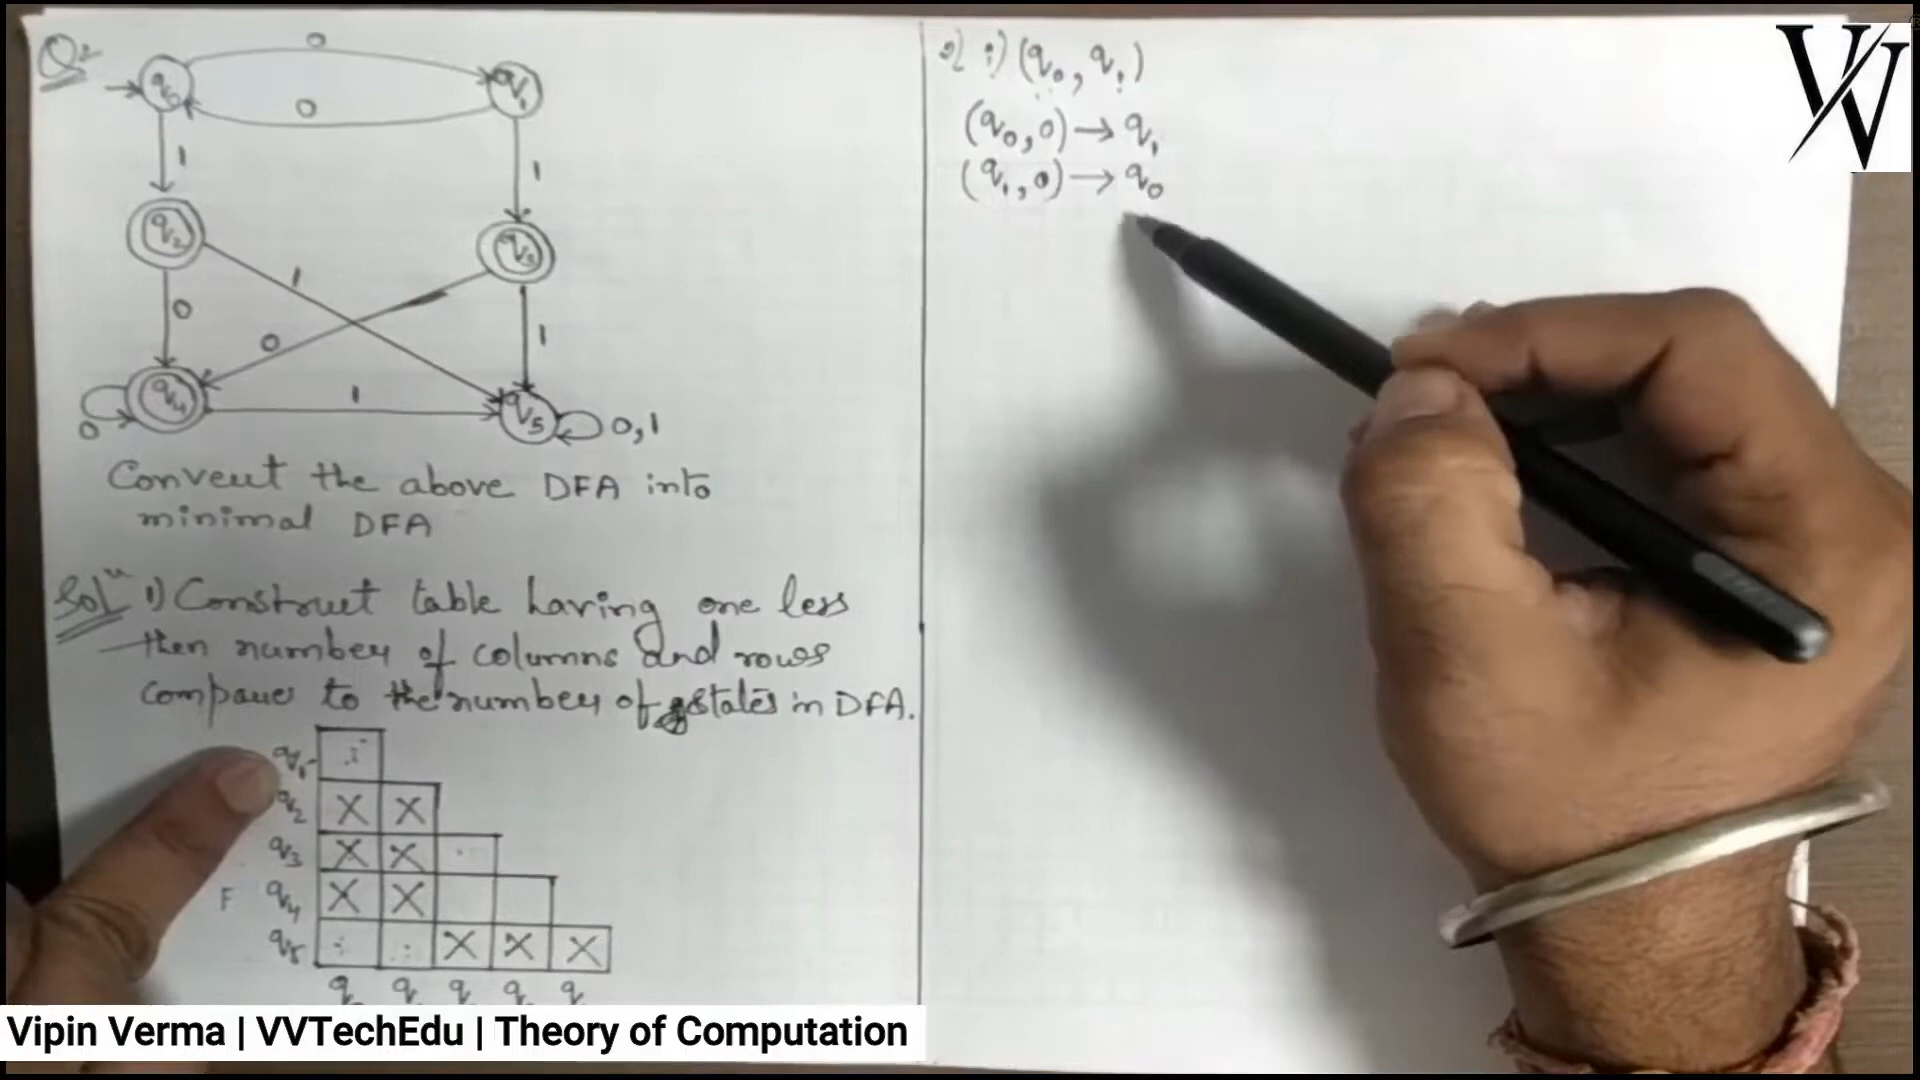 Q:
0
q0 q1
0
1 1
q2 q3
1
0 0 1
q4 1 q5
0 0,1
Convert the above DFA into
minimal DFA
Solⁿ 1) Construct table having one less
then number of columns and rows
compare to the number of states in DFA.
q1
q2 X X
q3 X X
F q4 X X
q5 X X X
q q q q q
2) i) (q0, q1)
(q0, 0) → q1
(q1, 0) → q0
VV
Vipin Verma | VVTechEdu | Theory of Computation